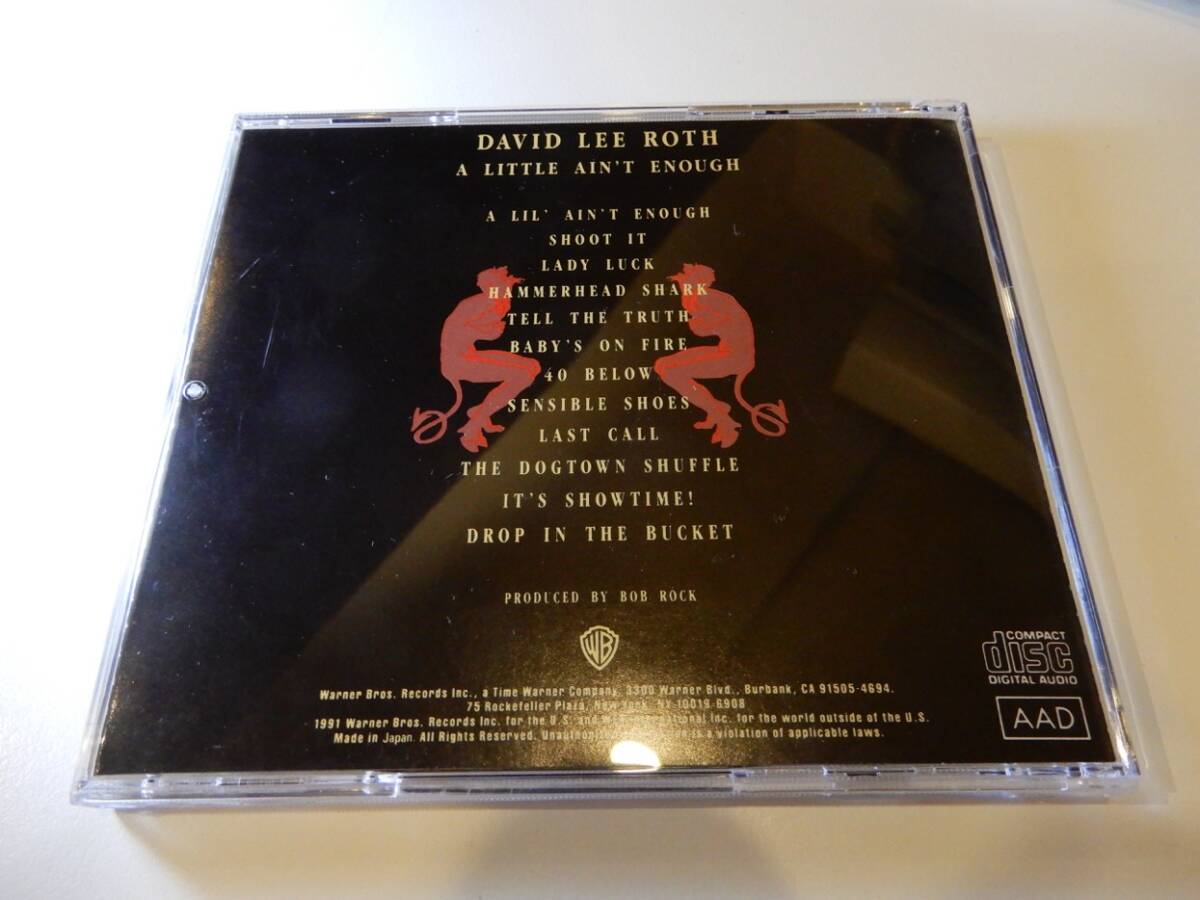 DAVID LEE ROTH
A LITTLE AIN'T ENOUGH
A LIL' AIN'T ENOUGH
SHOOT IT
LADY LUCK
HAMMERHEAD SHARK
TELL THE TRUTH
BABY'S ON FIRE
40 BELOW
SENSIBLE SHOES
LAST CALL
THE DOGTOWN SHUFFLE
IT'S SHOWTIME!
DROP IN THE BUCKET
PRODUCED BY BOB ROCK
WB
COMPACT
disc
DIGITAL AUDIO
AAD
Warner Bros. Records Inc., a Time Warner Company, 3300 Warner Blvd., Burbank, CA 91505-4694.
75 Rockefeller Plaza, New York, NY 10019-6908
1991 Warner Bros. Records Inc. for the U.S. and Inc. for the world outside of the U.S.
Made in Japan. All Rights Reserved. is a violation of applicable laws.